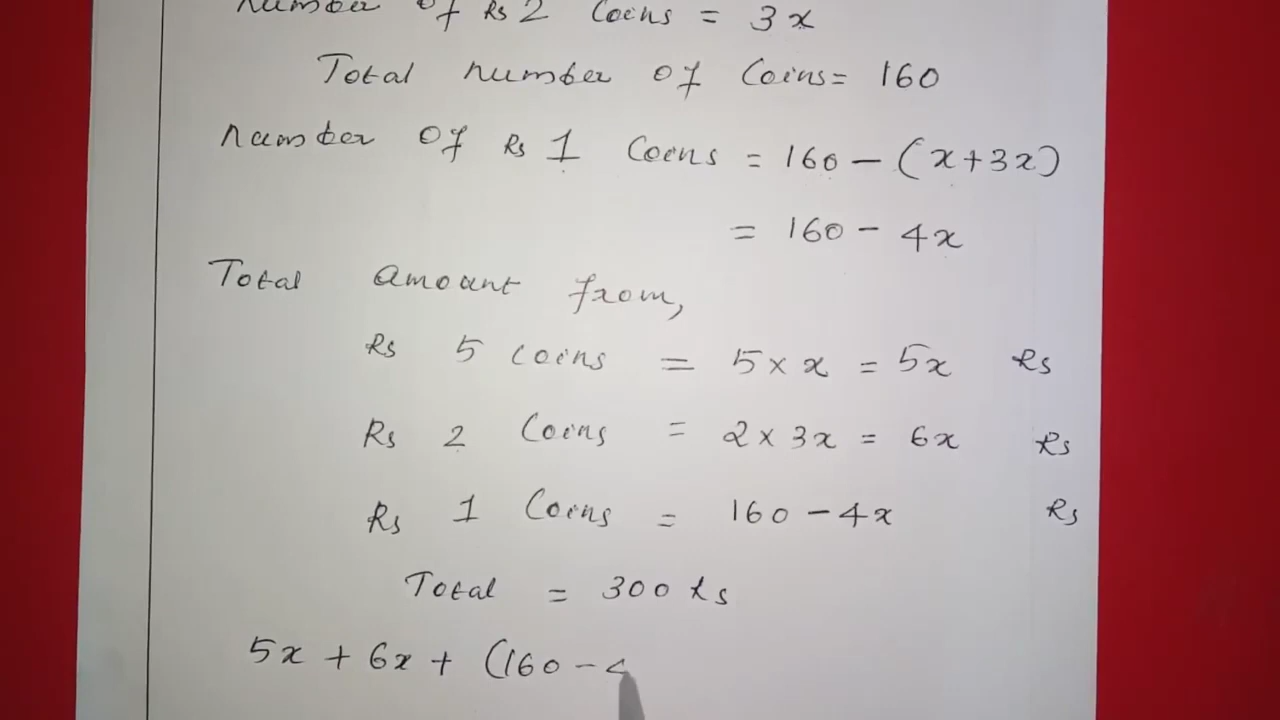 Number of Rs 2 Coins = 3x
Total number of Coins= 160
number of Rs 1 Coins = 160 - (x+3x)
= 160 - 4x
Total amount from,
Rs 5 coins = 5 × x = 5x Rs
Rs 2 Coins = 2 × 3x = 6x Rs
Rs 1 Coins = 160 - 4x Rs
Total = 300 Rs
5x + 6x + (160 - 4